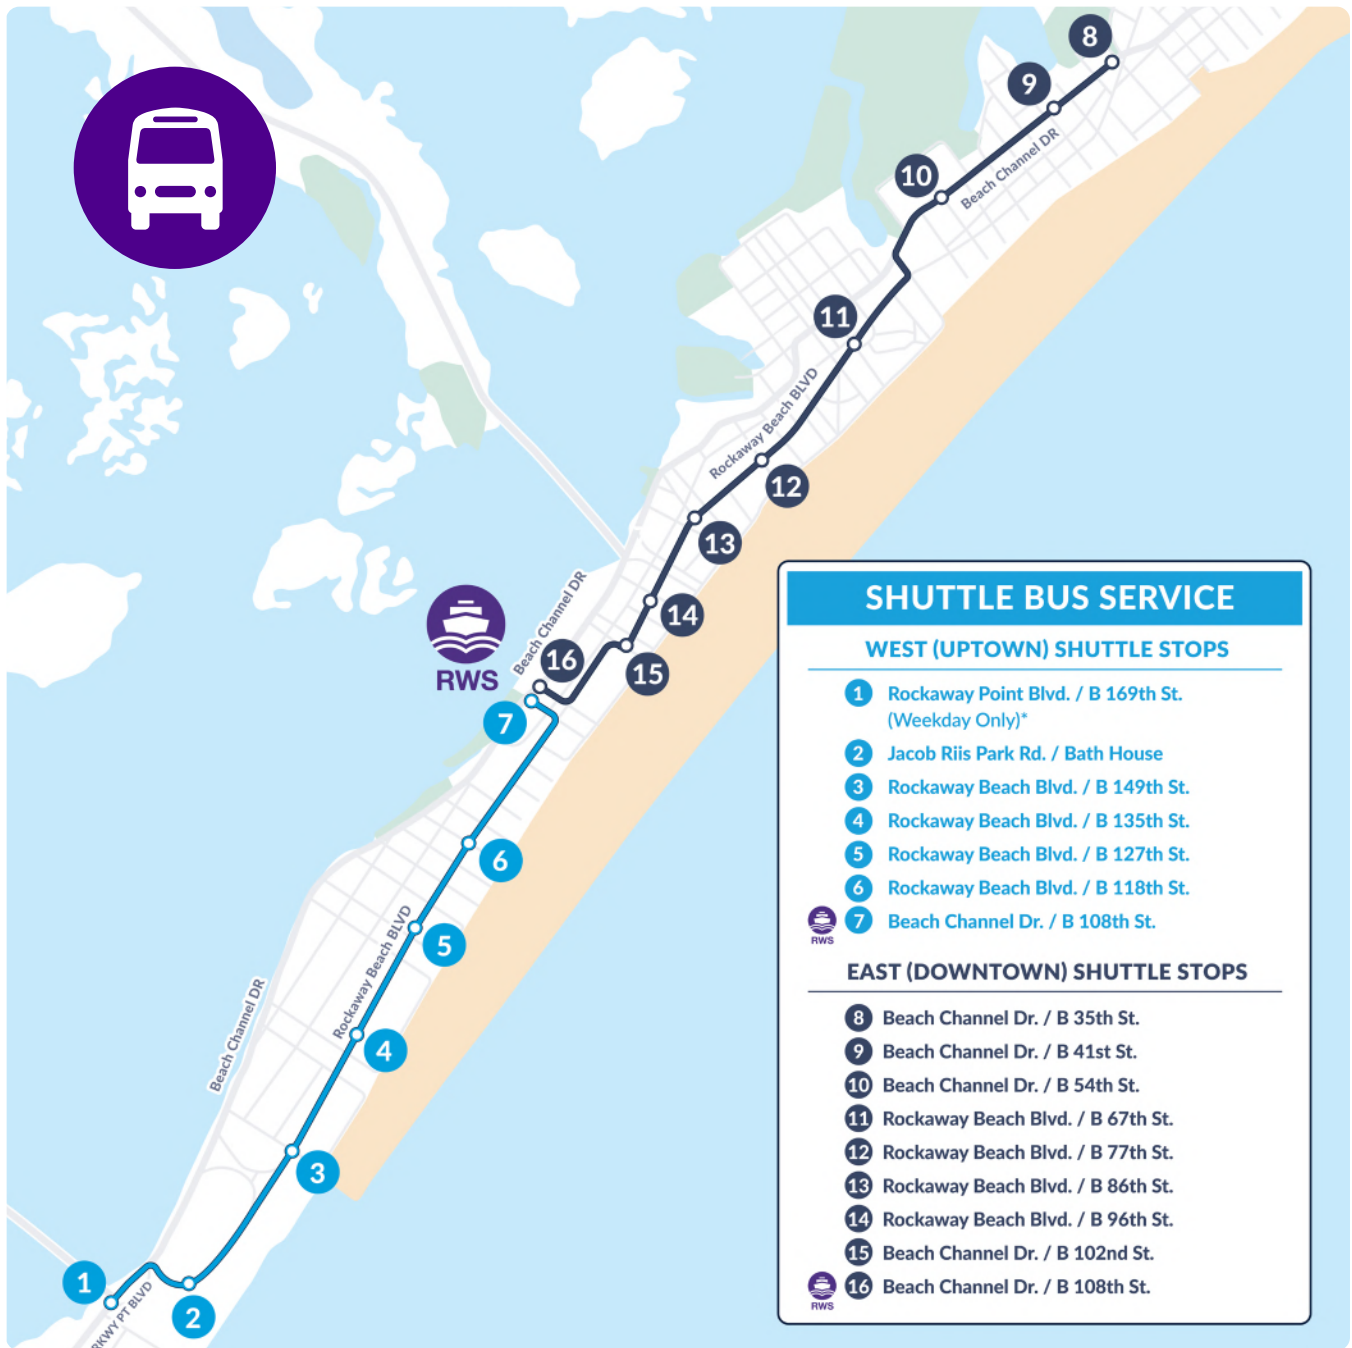 8
9
Beach Channel DR
10
11
Rockaway Beach BLVD
12
13
14
Beach Channel DR
RWS
16
15
7
6
Rockaway Beach BLVD
5
Beach Channel DR
4
3
1
2
RKWY PT BLVD
SHUTTLE BUS SERVICE
WEST (UPTOWN) SHUTTLE STOPS
1 Rockaway Point Blvd. / B 169th St.
(Weekday Only)*
2 Jacob Riis Park Rd. / Bath House
3 Rockaway Beach Blvd. / B 149th St.
4 Rockaway Beach Blvd. / B 135th St.
5 Rockaway Beach Blvd. / B 127th St.
6 Rockaway Beach Blvd. / B 118th St.
7 Beach Channel Dr. / B 108th St.
RWS
EAST (DOWNTOWN) SHUTTLE STOPS
8 Beach Channel Dr. / B 35th St.
9 Beach Channel Dr. / B 41st St.
10 Beach Channel Dr. / B 54th St.
11 Rockaway Beach Blvd. / B 67th St.
12 Rockaway Beach Blvd. / B 77th St.
13 Rockaway Beach Blvd. / B 86th St.
14 Rockaway Beach Blvd. / B 96th St.
15 Beach Channel Dr. / B 102nd St.
16 Beach Channel Dr. / B 108th St.
RWS